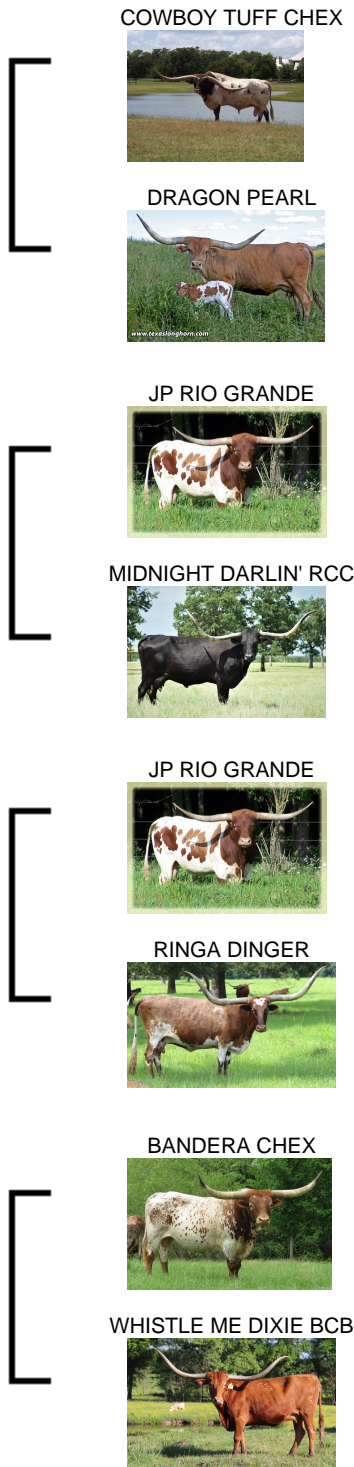 COWBOY TUFF CHEX
DRAGON PEARL
www.texaslonghorn.com
JP RIO GRANDE
MIDNIGHT DARLIN' RCC
JP RIO GRANDE
RINGA DINGER
BANDERA CHEX
WHISTLE ME DIXIE BCB